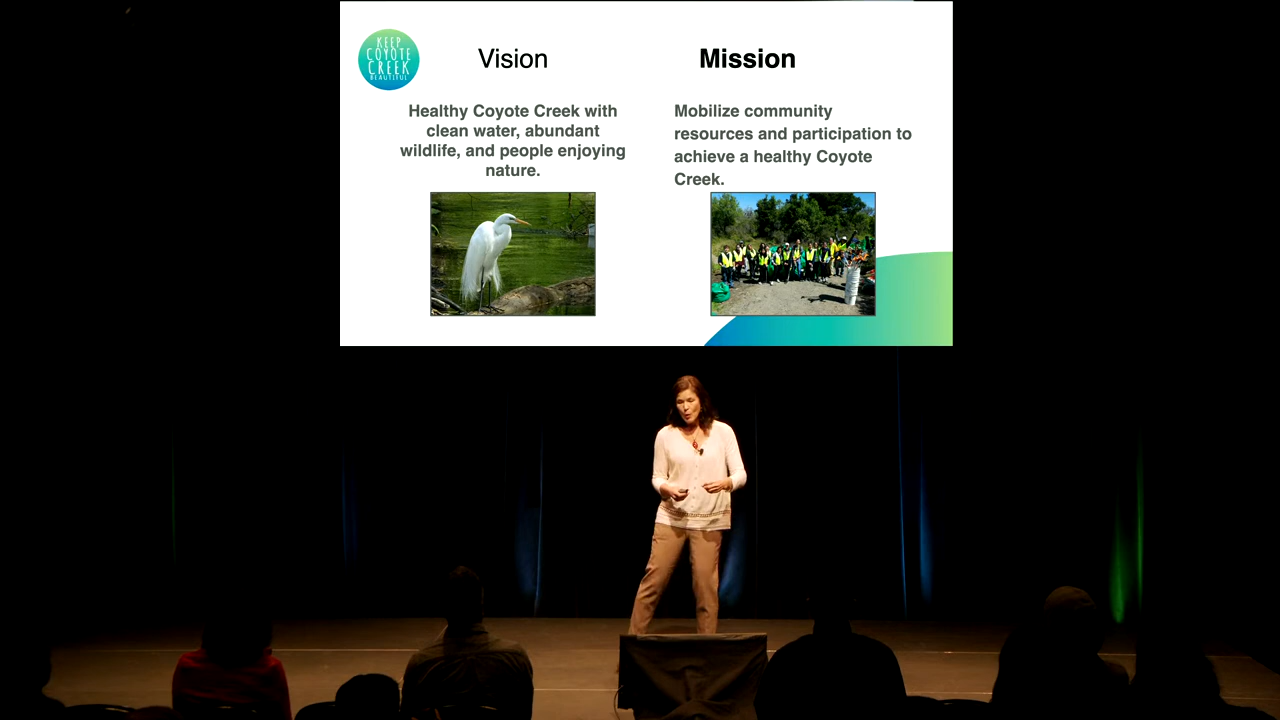 KEEP
COYOTE
CREEK
BEAUTIFUL
Vision
Mission
Healthy Coyote Creek with
clean water, abundant
wildlife, and people enjoying
nature.
Mobilize community
resources and participation to
achieve a healthy Coyote
Creek.